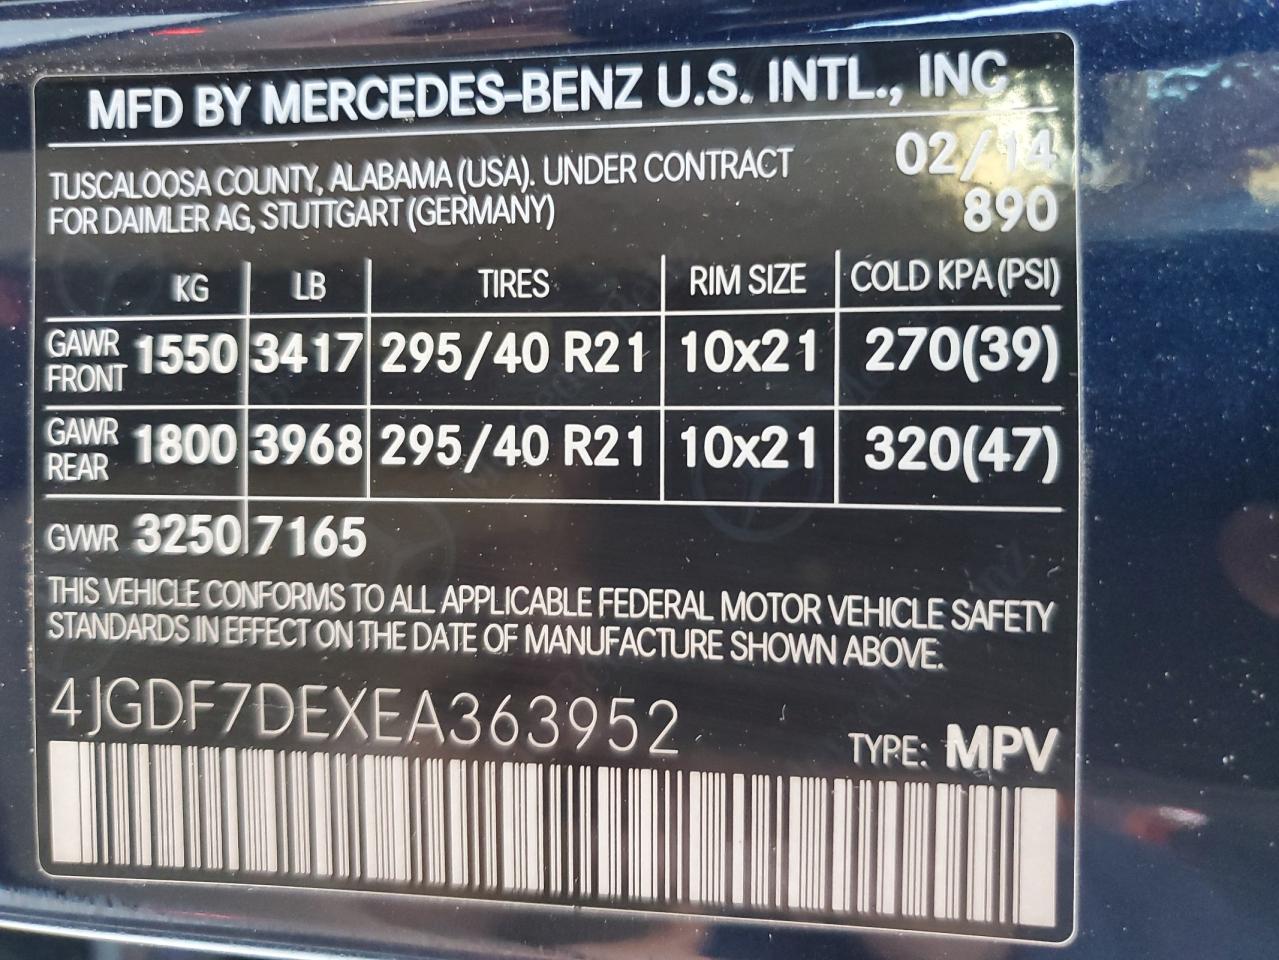 MFD BY MERCEDES-BENZ U.S. INTL., INC
TUSCALOOSA COUNTY, ALABAMA (USA). UNDER CONTRACT 02/14
FOR DAIMLER AG, STUTTGART (GERMANY) 890
KG LB TIRES RIM SIZE COLD KPA (PSI)
GAWR FRONT 1550 3417 295/40 R21 10x21 270(39)
GAWR REAR 1800 3968 295/40 R21 10x21 320(47)
GVWR 3250 7165
THIS VEHICLE CONFORMS TO ALL APPLICABLE FEDERAL MOTOR VEHICLE SAFETY
STANDARDS IN EFFECT ON THE DATE OF MANUFACTURE SHOWN ABOVE.
4JGDF7DEXEA363952
TYPE: MPV